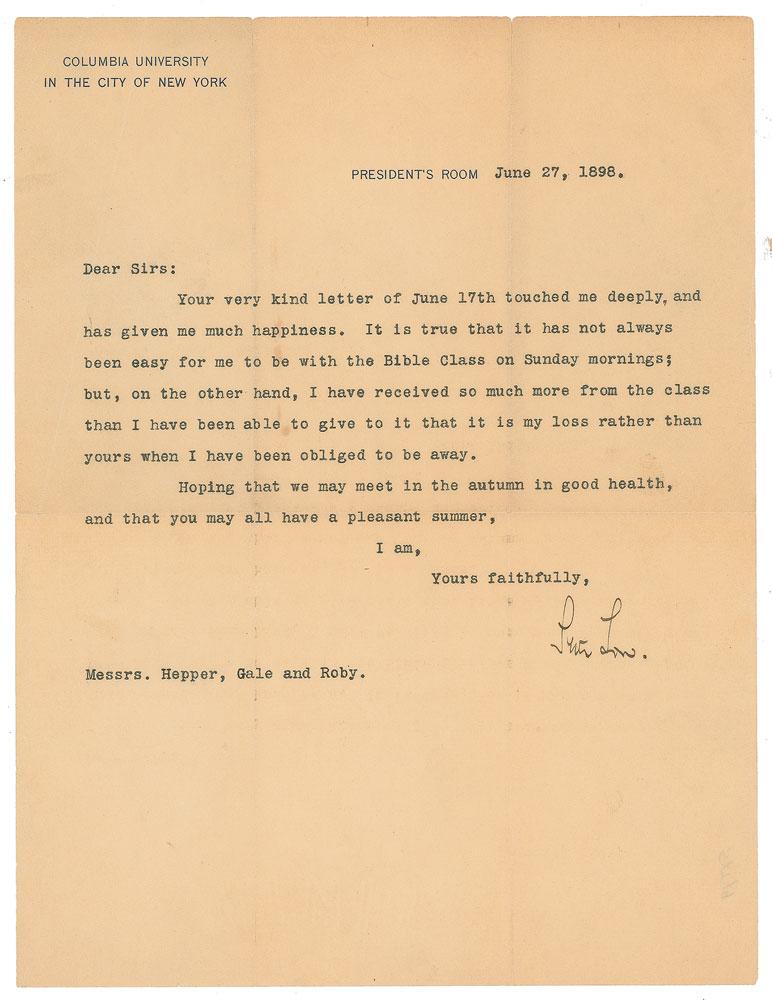 COLUMBIA UNIVERSITY
IN THE CITY OF NEW YORK
PRESIDENT'S ROOM June 27, 1898.
Dear Sirs:
Your very kind letter of June 17th touched me deeply, and
has given me much happiness. It is true that it has not always
been easy for me to be with the Bible Class on Sunday mornings;
but, on the other hand, I have received so much more from the class
than I have been able to give to it that it is my loss rather than
yours when I have been obliged to be away.
Hoping that we may meet in the autumn in good health,
and that you may all have a pleasant summer,
I am,
Yours faithfully,
Seth Low.
Messrs. Hepper, Gale and Roby.